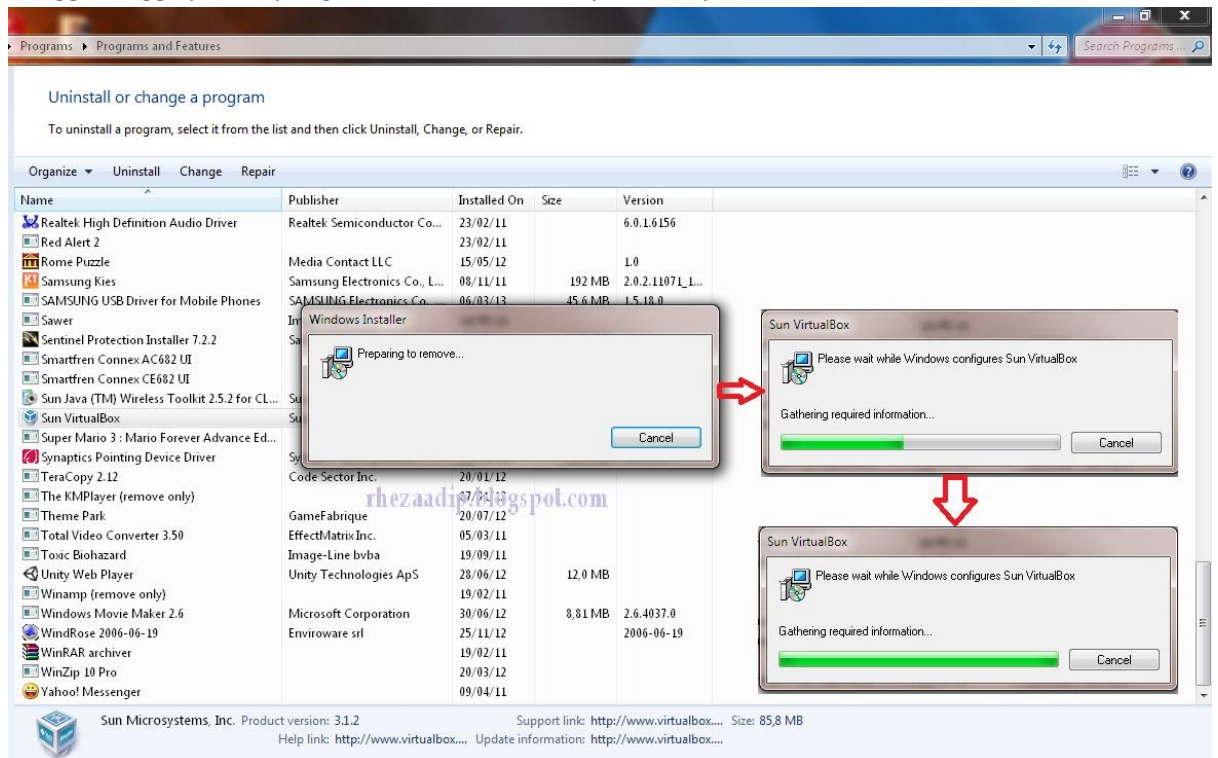 Programs ▸ Programs and Features
Search Programs ...
Uninstall or change a program
To uninstall a program, select it from the list and then click Uninstall, Change, or Repair.
Organize Uninstall Change Repair
Name Publisher Installed On Size Version
Realtek High Definition Audio Driver Realtek Semiconductor Co... 23/02/11 6.0.1.6156
Red Alert 2 23/02/11
Rome Puzzle Media Contact LLC 15/05/12 1.0
Samsung Kies Samsung Electronics Co., L... 08/11/11 192 MB 2.0.2.11071_1...
SAMSUNG USB Driver for Mobile Phones SAMSUNG Electronics Co. ... 06/03/13 45,6 MB 1.5.18.0
Sawer
Sentinel Protection Installer 7.2.2
Smartfren Connex AC682 UI
Smartfren Connex CE682 UI
Sun Java (TM) Wireless Toolkit 2.5.2 for CL...
Sun VirtualBox
Super Mario 3 : Mario Forever Advance Ed...
Synaptics Pointing Device Driver
TeraCopy 2.12 Code Sector Inc. 20/01/12
The KMPlayer (remove only)
Theme Park GameFabrique 20/07/12
Total Video Converter 3.50 EffectMatrix Inc. 05/03/11
Toxic Biohazard Image-Line bvba 19/09/11
Unity Web Player Unity Technologies ApS 28/06/12 12,0 MB
Winamp (remove only) 19/02/11
Windows Movie Maker 2.6 Microsoft Corporation 30/06/12 8,81 MB 2.6.4037.0
WindRose 2006-06-19 Enviroware srl 25/11/12 2006-06-19
WinRAR archiver 19/02/11
WinZip 10 Pro 20/03/12
Yahoo! Messenger 09/04/11
Windows Installer
Preparing to remove...
Cancel
Sun VirtualBox
Please wait while Windows configures Sun VirtualBox
Gathering required information...
Cancel
Sun VirtualBox
Please wait while Windows configures Sun VirtualBox
Gathering required information...
Cancel
rhezaadip.blogspot.com
Sun Microsystems, Inc. Product version: 3.1.2 Support link: http://www.virtualbox.... Size: 85,8 MB
Help link: http://www.virtualbox.... Update information: http://www.virtualbox....